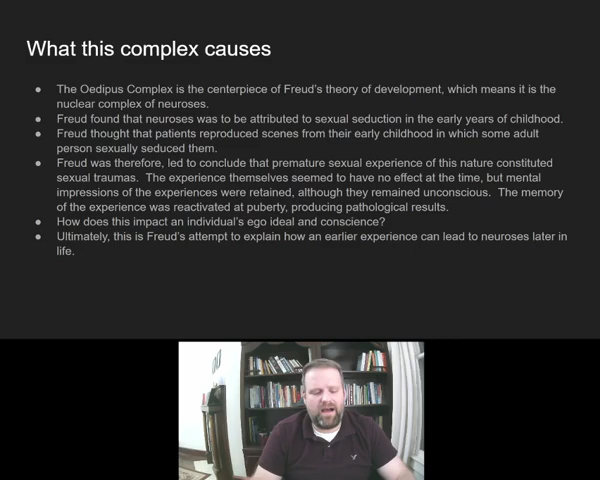 What this complex causes
● The Oedipus Complex is the centerpiece of Freud's theory of development, which means it is the
nuclear complex of neuroses.
● Freud found that neuroses was to be attributed to sexual seduction in the early years of childhood.
● Freud thought that patients reproduced scenes from their early childhood in which some adult
person sexually seduced them.
● Freud was therefore, led to conclude that premature sexual experience of this nature constituted
sexual traumas. The experience themselves seemed to have no effect at the time, but mental
impressions of the experiences were retained, although they remained unconscious. The memory
of the experience was reactivated at puberty, producing pathological results.
● How does this impact an individual's ego ideal and conscience?
● Ultimately, this is Freud's attempt to explain how an earlier experience can lead to neuroses later in
life.